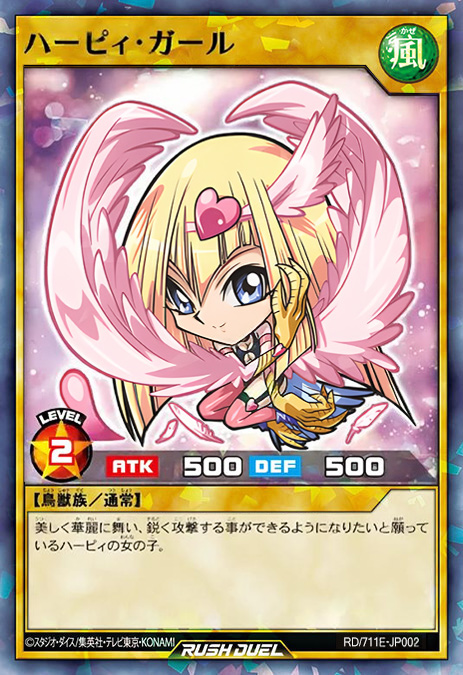 ハーピィ・ガール
かぜ
風
LEVEL
2
ATK 500 DEF 500
【鳥獣族／通常】
美しく華麗に舞い、鋭く攻撃する事ができるようになりたいと願って
いるハーピィの女の子。
©スタジオ・ダイス/集英社・テレビ東京・KONAMI
RUSH DUEL
RD/711E-JP002